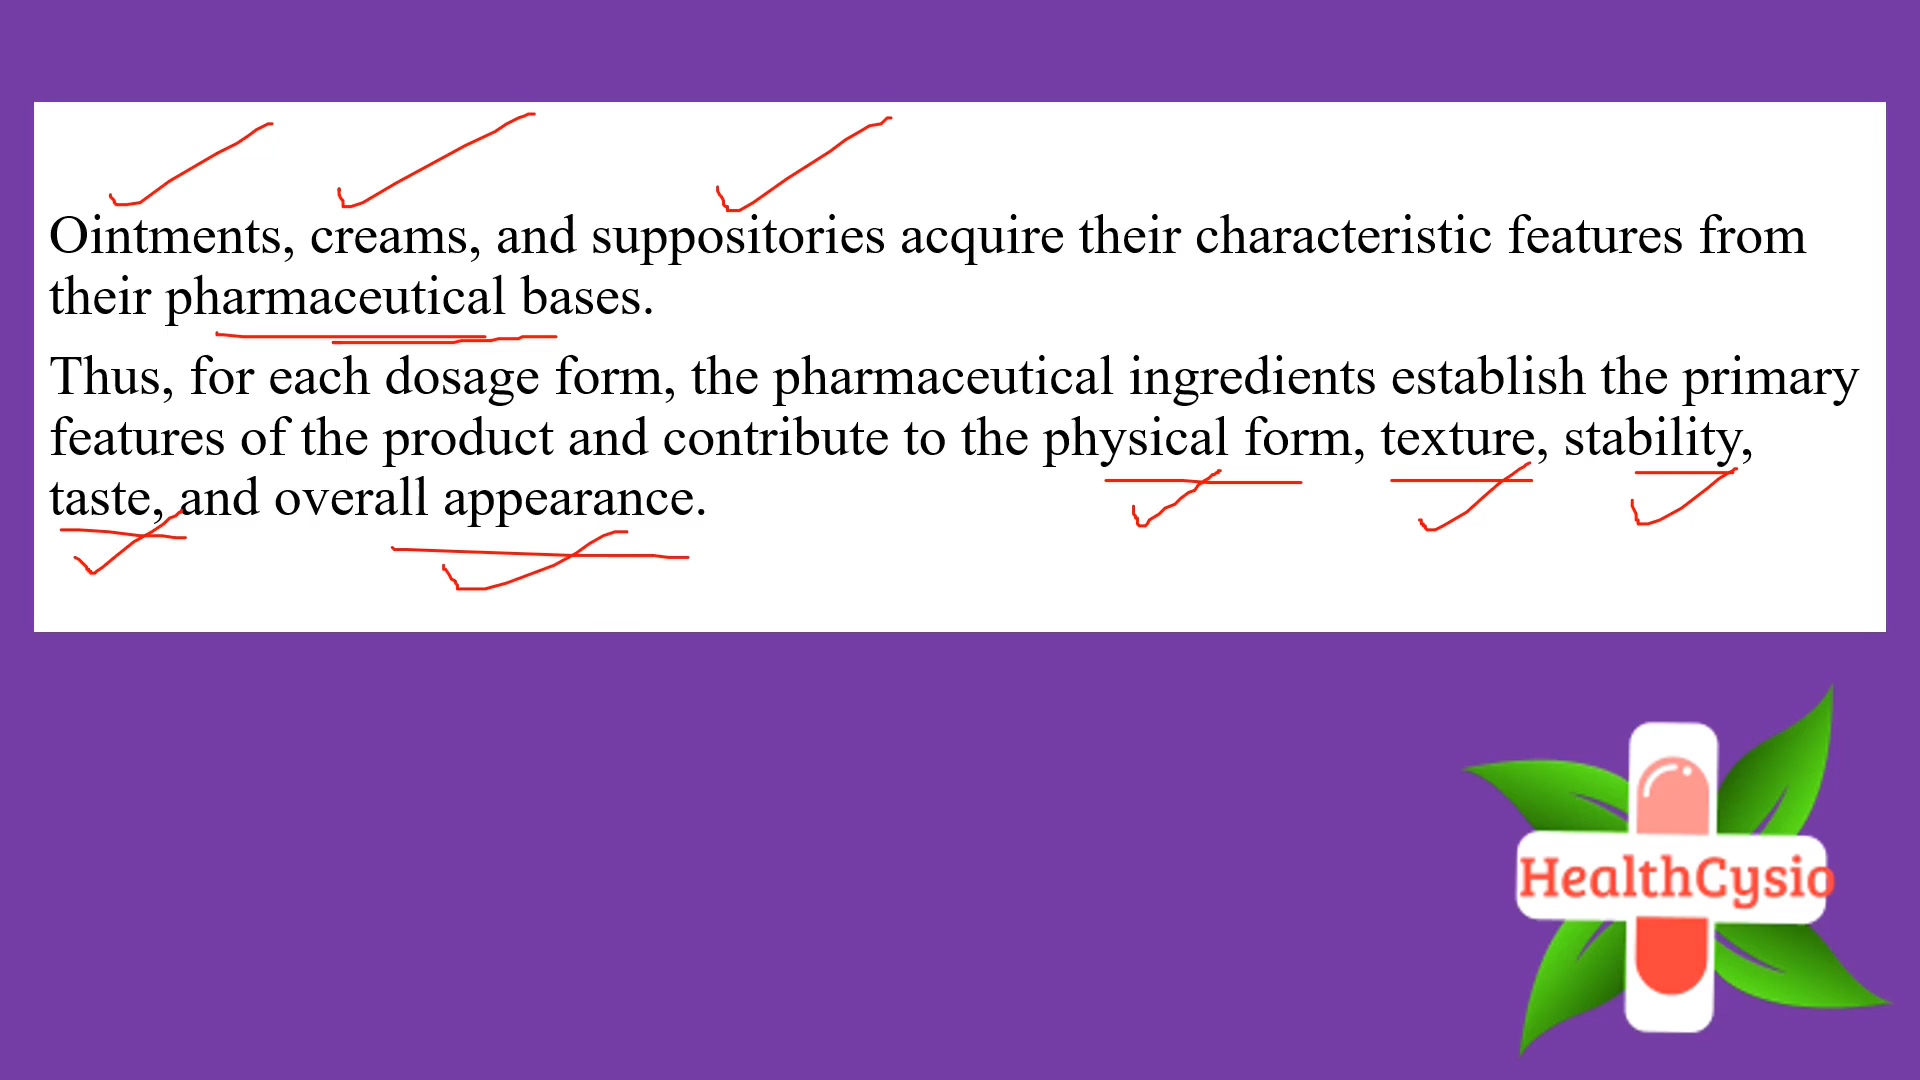 Ointments, creams, and suppositories acquire their characteristic features from
their pharmaceutical bases.
Thus, for each dosage form, the pharmaceutical ingredients establish the primary
features of the product and contribute to the physical form, texture, stability,
taste, and overall appearance.
HealthCysio